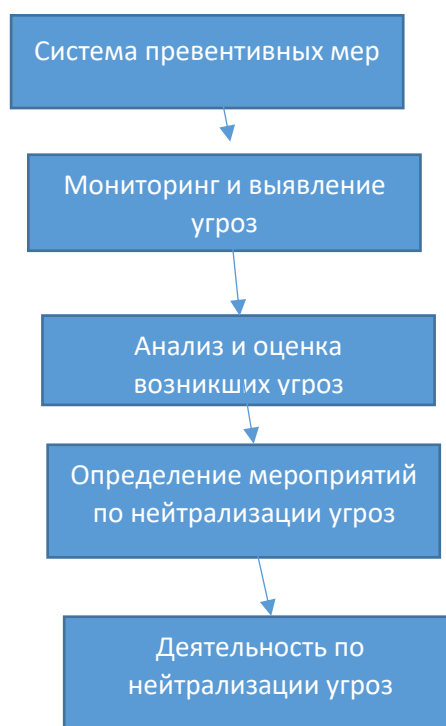 Система превентивных мер
Мониторинг и выявление
угроз
Анализ и оценка
возникших угроз
Определение мероприятий
по нейтрализации угроз
Деятельность по
нейтрализации угроз